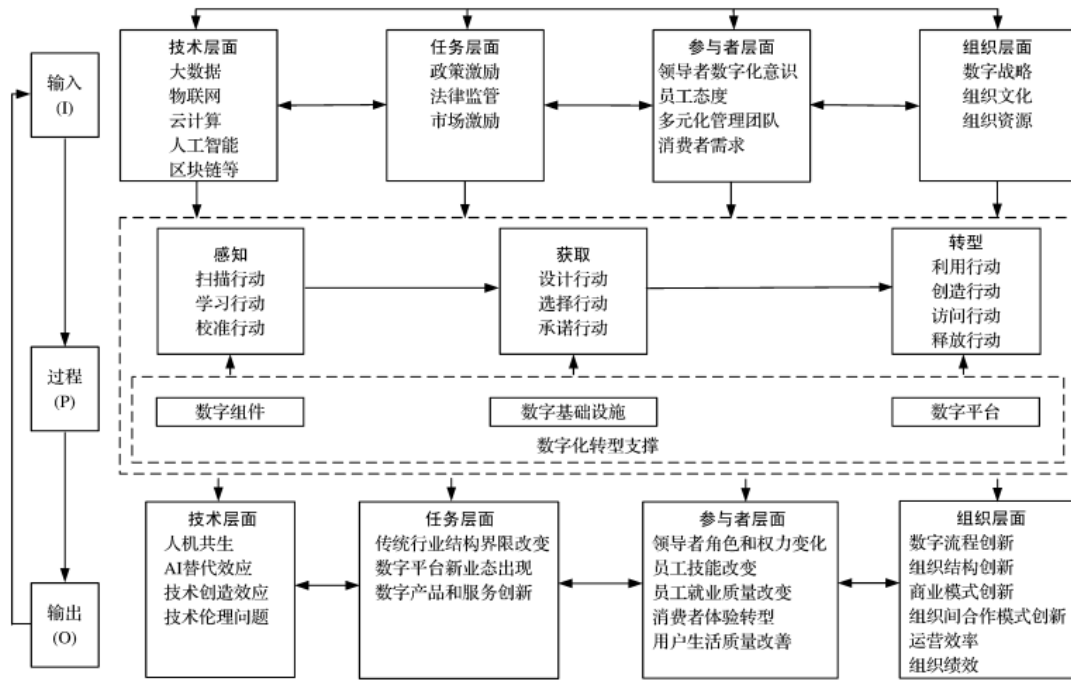 输入
(I)
技术层面
大数据
物联网
云计算
人工智能
区块链等
任务层面
政策激励
法律监管
市场激励
参与者层面
领导者数字化意识
员工态度
多元化管理团队
消费者需求
组织层面
数字战略
组织文化
组织资源
过程
(P)
感知
扫描行动
学习行动
校准行动
获取
设计行动
选择行动
承诺行动
转型
利用行动
创造行动
访问行动
释放行动
数字组件
数字基础设施
数字平台
数字化转型支撑
输出
(O)
技术层面
人机共生
AI替代效应
技术创造效应
技术伦理问题
任务层面
传统行业结构界限改变
数字平台新业态出现
数字产品和服务创新
参与者层面
领导者角色和权力变化
员工技能改变
员工就业质量改变
消费者体验转型
用户生活质量改善
组织层面
数字流程创新
组织结构创新
商业模式创新
组织间合作模式创新
运营效率
组织绩效